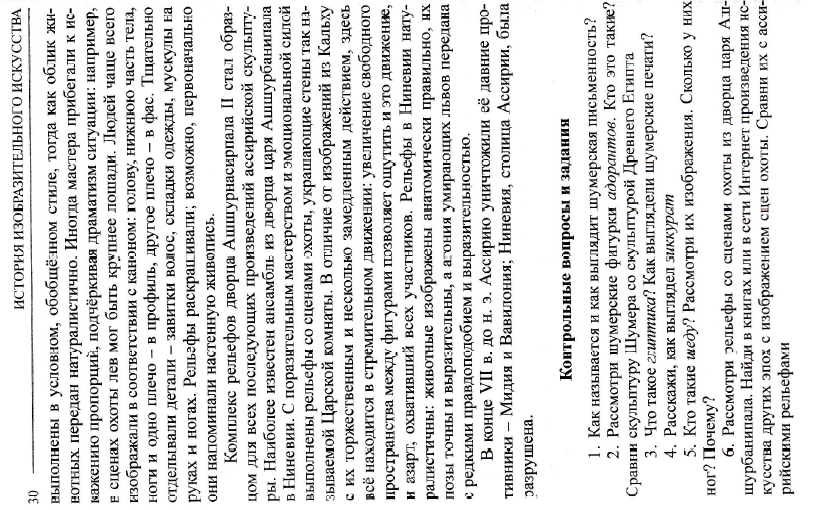 30
ИСТОРИЯ ИЗОБРАЗИТЕЛЬНОГО ИСКУССТВА
выполнены в условном, обобщённом стиле, тогда как облик жи-
вотных передан натуралистично. Иногда мастера прибегали к ис-
кажению пропорций, подчёркивая драматизм ситуации: например,
в сценах охоты лев мог быть крупнее лошади. Людей чаще всего
изображали в соответствии с каноном: голову, нижнюю часть тела,
ноги и одно плечо – в профиль, другое плечо – в фас. Тщательно
отделывали детали – завитки волос, складки одежды, мускулы на
руках и ногах. Рельефы раскрашивали, возможно, первоначально
они напоминали настенную живопись.
Комплекс рельефов дворца Ашшурнасирпала II стал образ-
цом для всех последующих произведений ассирийской скульпту-
ры. Наиболее известен ансамбль из дворца царя Ашшурбанипала
в Ниневии. С поразительным мастерством и эмоциональной силой
выполнены рельефы со сценами охоты, украшающие стены так на-
зываемой Царской комнаты. В отличие от изображений из Кальху
с их торжественным и несколько замедленным действием, здесь
всё находится в стремительном движении: увеличение свободного
пространства между фигурами позволяет ощутить и это движение,
и азарт, охвативший всех участников. Рельефы в Ниневии нату-
ралистичны: животные изображены анатомически правильно, их
позы точны и выразительны, а агония умирающих львов передана
с редкими правдоподобием и выразительностью.
В конце VII в. до н. э. Ассирию уничтожили её давние про-
тивники – Мидия и Вавилония; Ниневия, столица Ассирии, была
разрушена.
Контрольные вопросы и задания
1. Как называется и как выглядит шумерская письменность?
2. Рассмотри шумерские фигурки адорантов. Кто это такие?
Сравни скульптуру Шумера со скульптурой Древнего Египта
3. Что такое глиптика? Как выглядели шумерские печати?
4. Расскажи, как выглядел зиккурат
5. Кто такие шеду? Рассмотри их изображения. Сколько у них
ног? Почему?
6. Рассмотри рельефы со сценами охоты из дворца царя Аш-
шурбанипала. Найди в книгах или в сети Интернет произведения ис-
кусства других эпох с изображением сцен охоты. Сравни их с асси-
рийскими рельефами